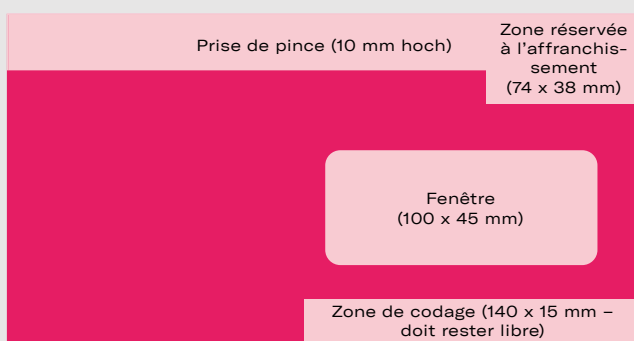 Prise de pince (10 mm hoch)
Zone réservée
à l’affranchis-
sement
(74 x 38 mm)
Fenêtre
(100 x 45 mm)
Zone de codage (140 x 15 mm –
doit rester libre)